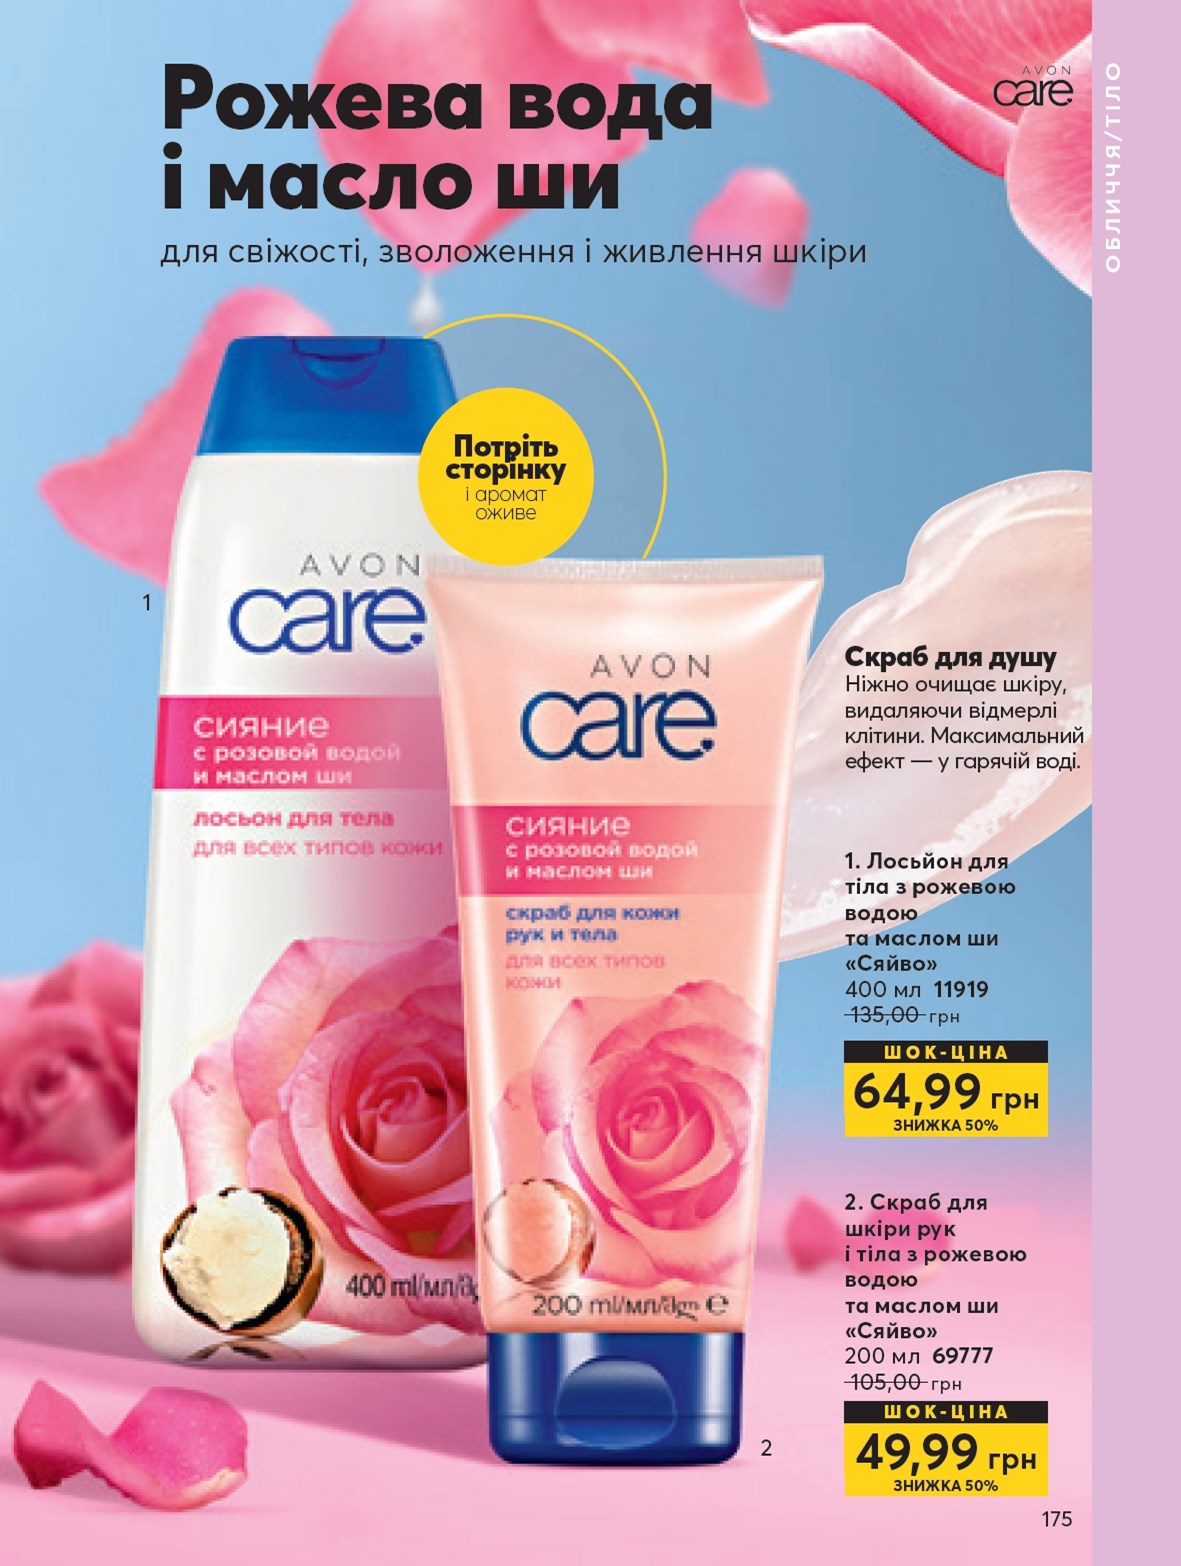 Рожева вода
і масло ши
для свіжості, зволоження і живлення шкіри
AVON
care
ОБЛИЧЧЯ/ТІЛО
Потріть
сторінку
і аромат
оживе
1
AVON
care
сияние
с розовой водой
и маслом ши
лосьон для тела
для всех типов кожи
400 ml/мл/
AVON
care
сияние
с розовой водой
и маслом ши
скраб для кожи
рук и тела
для всех типов
кожи
200 ml/мл/მლ ℮
2
Скраб для душу
Ніжно очищає шкіру,
видаляючи відмерлі
клітини. Максимальний
ефект — у гарячій воді.
1. Лосьйон для
тіла з рожевою
водою
та маслом ши
«Сяйво»
400 мл 11919
135,00 грн
ШОК-ЦІНА
64,99 грн
ЗНИЖКА 50%
2. Скраб для
шкіри рук
і тіла з рожевою
водою
та маслом ши
«Сяйво»
200 мл 69777
105,00 грн
ШОК-ЦІНА
49,99 грн
ЗНИЖКА 50%
175